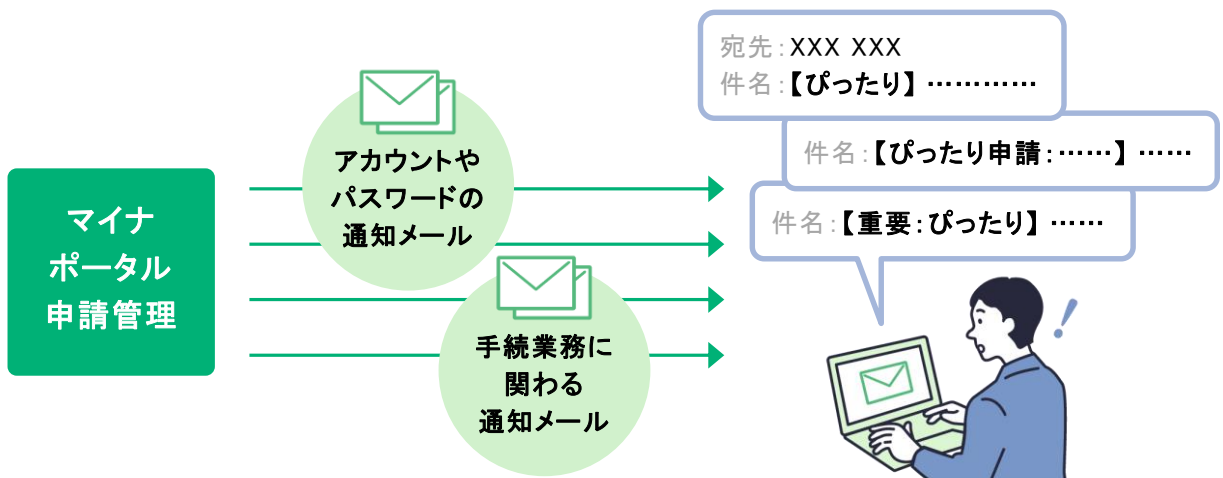 マイナ
ポータル
申請管理
アカウントや
パスワードの
通知メール
手続業務に
関わる
通知メール
宛先:XXX XXX
件名:【ぴったり】…………
件名:【ぴったり申請:……】……
件名:【重要:ぴったり】……
!